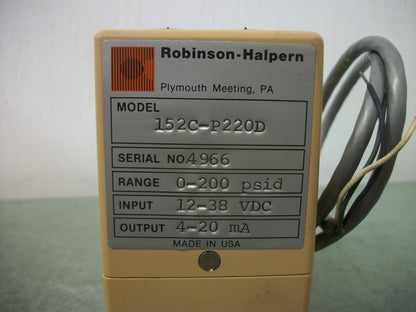 Robinson-Halpern
Plymouth Meeting, PA
MODEL
152C-P220D
SERIAL NO. 4966
RANGE 0-200 psid
INPUT 12-38 VDC
OUTPUT 4-20 mA
MADE IN USA